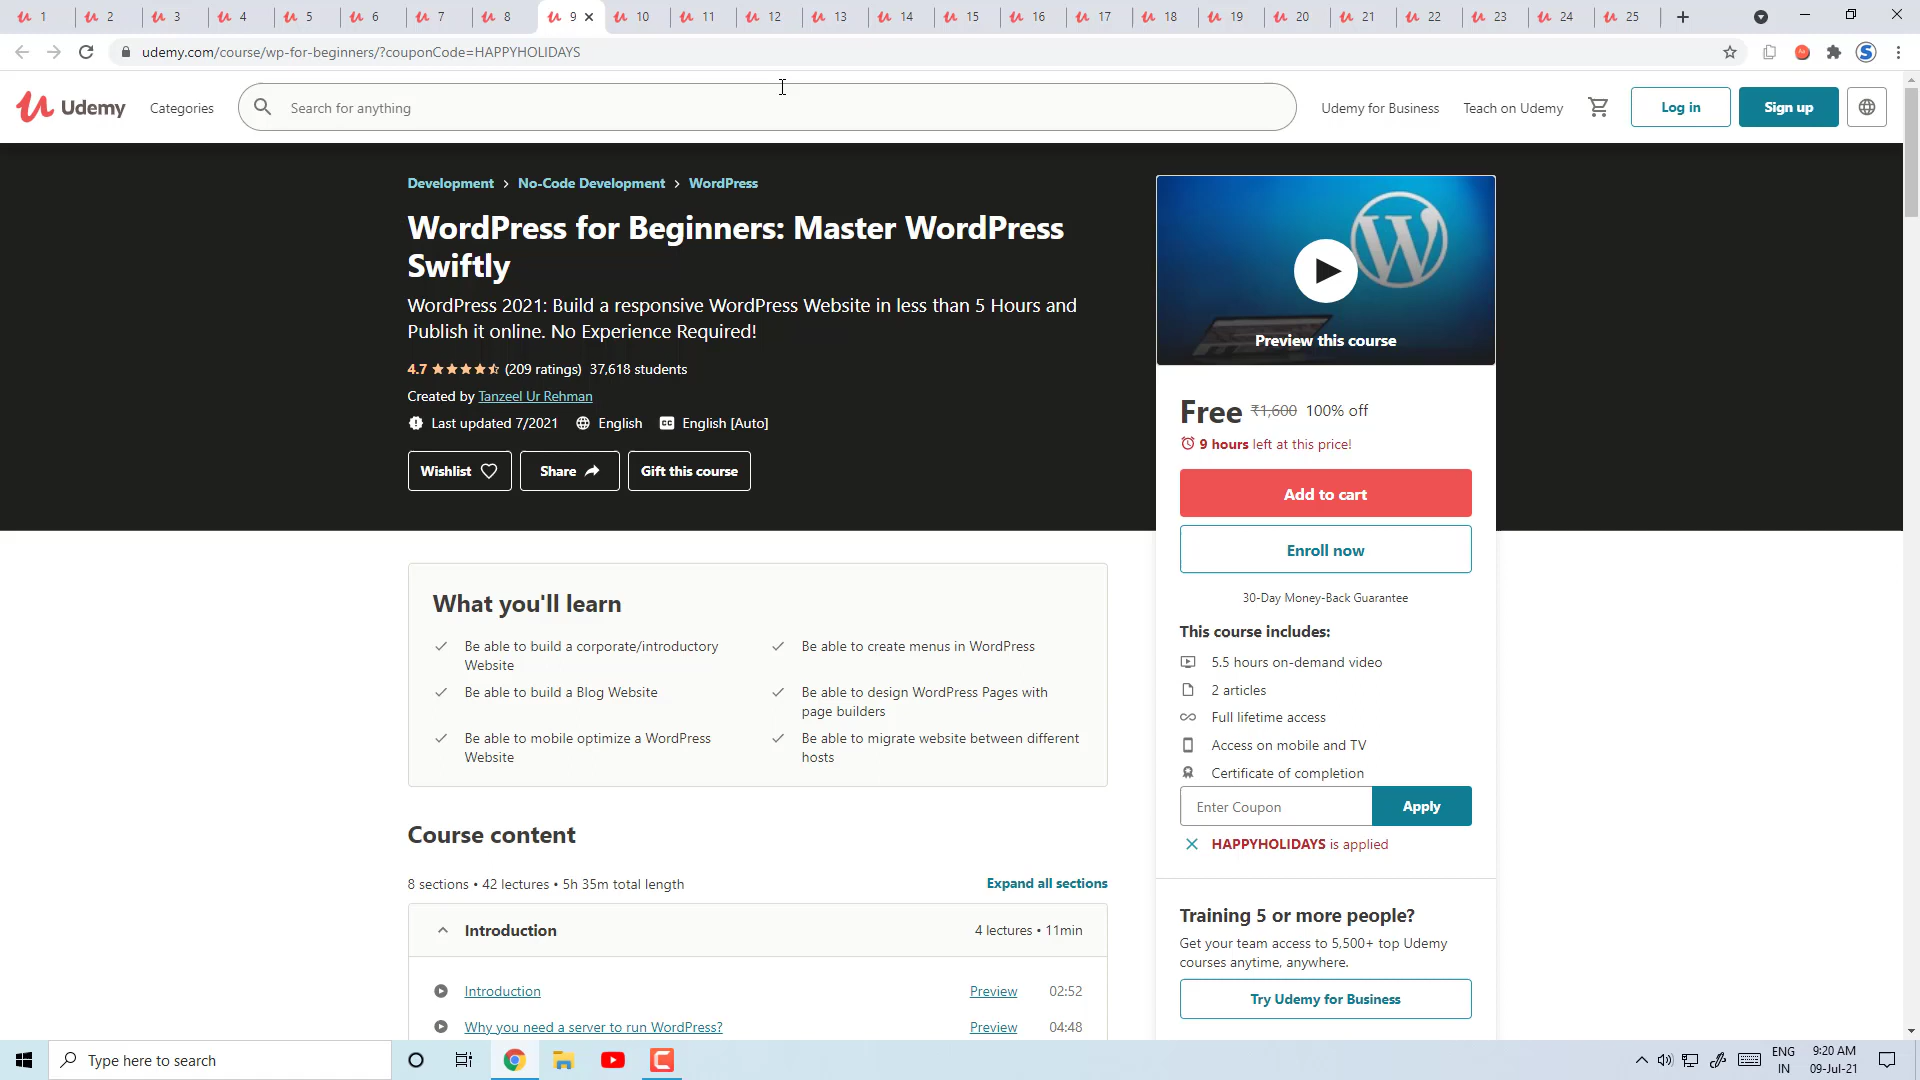 1 2 3 4 5 6 7 8 9 10 11 12 13 14 15 16 17 18 19 20 21 22 23 24 25
udemy.com/course/wp-for-beginners/?couponCode=HAPPYHOLIDAYS
Udemy Categories Search for anything Udemy for Business Teach on Udemy Log in Sign up
Development > No-Code Development > WordPress
WordPress for Beginners: Master WordPress
Swiftly
WordPress 2021: Build a responsive WordPress Website in less than 5 Hours and
Publish it online. No Experience Required!
4.7 (209 ratings) 37,618 students
Created by Tanzeel Ur Rehman
Last updated 7/2021 English English [Auto]
Wishlist Share Gift this course
Preview this course
Free ₹1,600 100% off
9 hours left at this price!
Add to cart
Enroll now
30-Day Money-Back Guarantee
This course includes:
5.5 hours on-demand video
2 articles
Full lifetime access
Access on mobile and TV
Certificate of completion
Enter Coupon Apply
HAPPYHOLIDAYS is applied
Training 5 or more people?
Get your team access to 5,500+ top Udemy
courses anytime, anywhere.
Try Udemy for Business
What you'll learn
Be able to build a corporate/introductory
Website
Be able to create menus in WordPress
Be able to build a Blog Website
Be able to design WordPress Pages with
page builders
Be able to mobile optimize a WordPress
Website
Be able to migrate website between different
hosts
Course content
8 sections • 42 lectures • 5h 35m total length Expand all sections
Introduction 4 lectures • 11min
Introduction Preview 02:52
Why you need a server to run WordPress? Preview 04:48
Type here to search
ENG
IN
9:20 AM
09-Jul-21